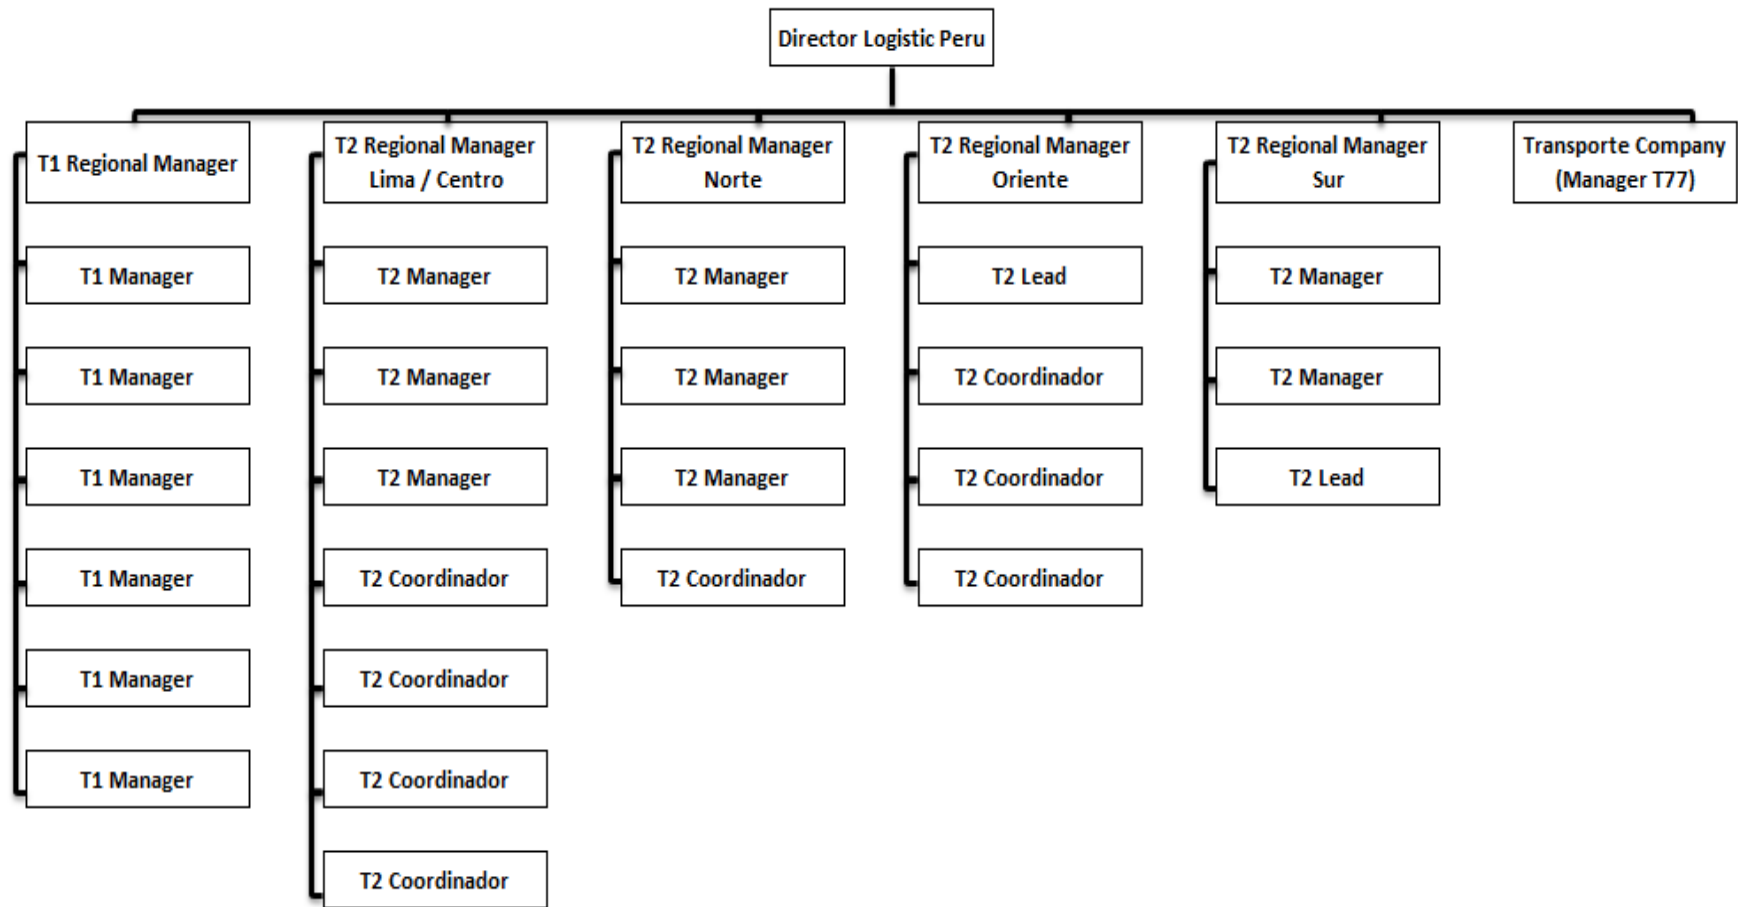 Director Logistic Peru
T1 Regional Manager
T2 Regional Manager
Lima / Centro
T2 Regional Manager
Norte
T2 Regional Manager
Oriente
T2 Regional Manager
Sur
Transporte Company
(Manager T77)
T1 Manager
T2 Manager
T2 Manager
T2 Lead
T2 Manager
T1 Manager
T2 Manager
T2 Manager
T2 Coordinador
T2 Manager
T1 Manager
T2 Manager
T2 Manager
T2 Coordinador
T2 Lead
T1 Manager
T2 Coordinador
T2 Coordinador
T2 Coordinador
T1 Manager
T2 Coordinador
T1 Manager
T2 Coordinador
T2 Coordinador